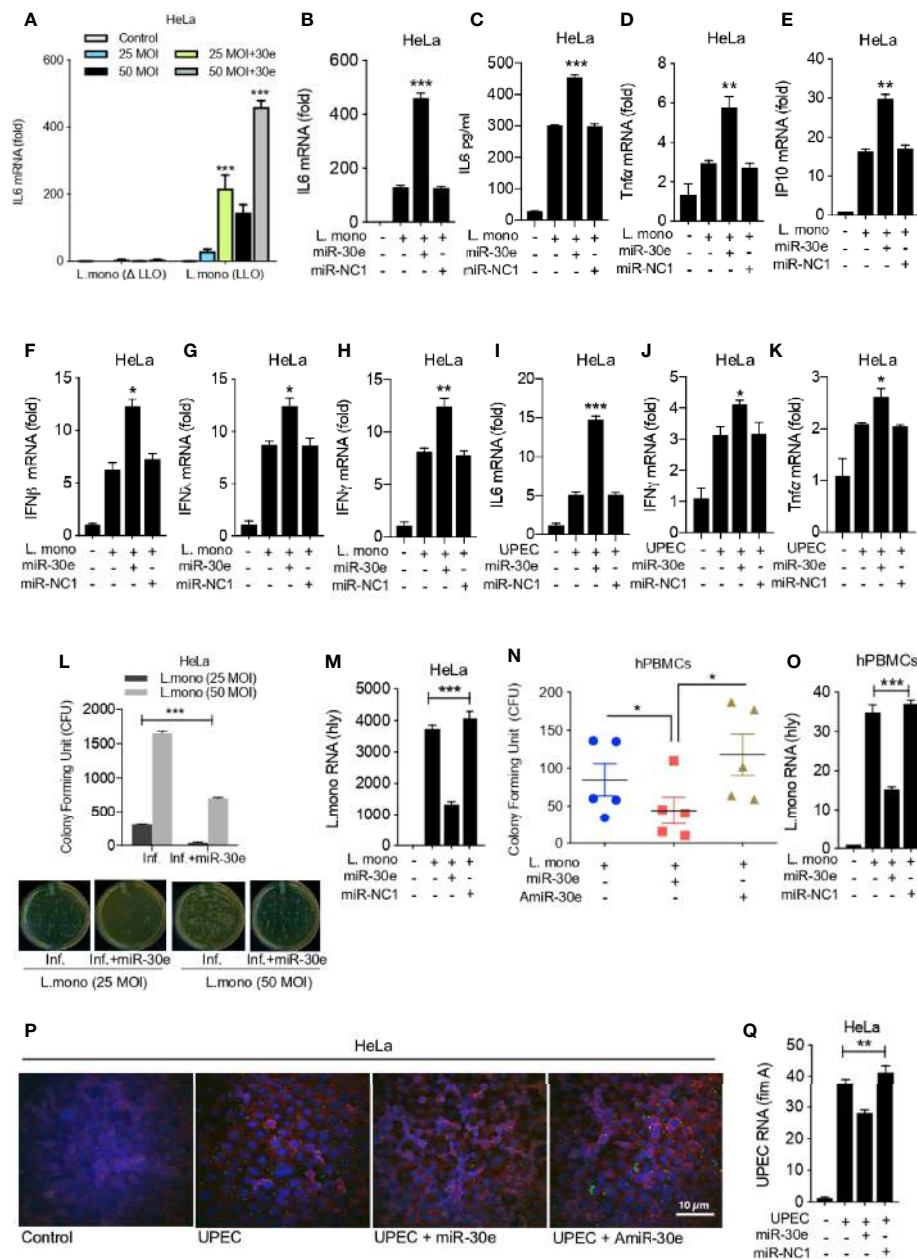 A
HeLa
Control
25 MOI
25 MOI+30e
50 MOI
50 MOI+30e
IL6 mRNA (fold)
600
400
200
0
***
***
L.mono (Δ LLO)
L.mono (LLO)
B
HeLa
IL6 mRNA (fold)
600
400
200
0
***
L. mono - + + +
miR-30e - - + -
miR-NC1 - - - +
C
HeLa
IL6 pg/ml
500
400
300
200
100
0
***
L. mono - + + +
miR-30e - - + -
miR-NC1 - - - +
D
HeLa
Tnfα mRNA (fold)
8
6
4
2
0
**
L. mono - + + +
miR-30e - - + -
miR-NC1 - - - +
E
HeLa
IP10 mRNA (fold)
40
30
20
10
0
**
L. mono - + + +
miR-30e - - + -
miR-NC1 - - - +
F
HeLa
IFNβ mRNA (fold)
15
10
5
0
*
L. mono - + + +
miR-30e - - + -
miR-NC1 - - - +
G
HeLa
IFNλ mRNA (fold)
15
10
5
0
*
L. mono - + + +
miR-30e - - + -
miR-NC1 - - - +
H
HeLa
IFNγ mRNA (fold)
15
10
5
0
**
L. mono - + + +
miR-30e - - + -
miR-NC1 - - - +
I
HeLa
IL6 mRNA (fold)
20
15
10
5
0
***
UPEC - + + +
miR-30e - - + -
miR-NC1 - - - +
J
HeLa
IFNγ mRNA (fold)
5
4
3
2
1
0
*
UPEC - + + +
miR-30e - - + -
miR-NC1 - - - +
K
HeLa
Tnfα mRNA (fold)
3
2
1
0
*
UPEC - + + +
miR-30e - - + -
miR-NC1 - - - +
L
HeLa
L.mono (25 MOI)
L.mono (50 MOI)
Colony Forming Unit (CFU)
2000
1500
1000
500
0
***
Inf. Inf.+miR-30e
Inf. Inf.+miR-30e Inf. Inf.+miR-30e
L.mono (25 MOI) L.mono (50 MOI)
M
HeLa
L.mono RNA (hly)
5000
4000
3000
2000
1000
0
***
L. mono - + + +
miR-30e - - + -
miR-NC1 - - - +
N
hPBMCs
Colony Forming Unit (CFU)
200
150
100
50
0
*
*
L. mono + + +
miR-30e - + -
AmiR-30e - - +
O
hPBMCs
L.mono RNA (hly)
40
30
20
10
0
***
L. mono - + + +
miR-30e - - + -
miR-NC1 - - - +
P
HeLa
10 µm
Control UPEC UPEC + miR-30e UPEC + AmiR-30e
Q
HeLa
UPEC RNA (fim A)
50
40
30
20
10
0
**
UPEC - + + +
miR-30e - - + -
miR-NC1 - - - +